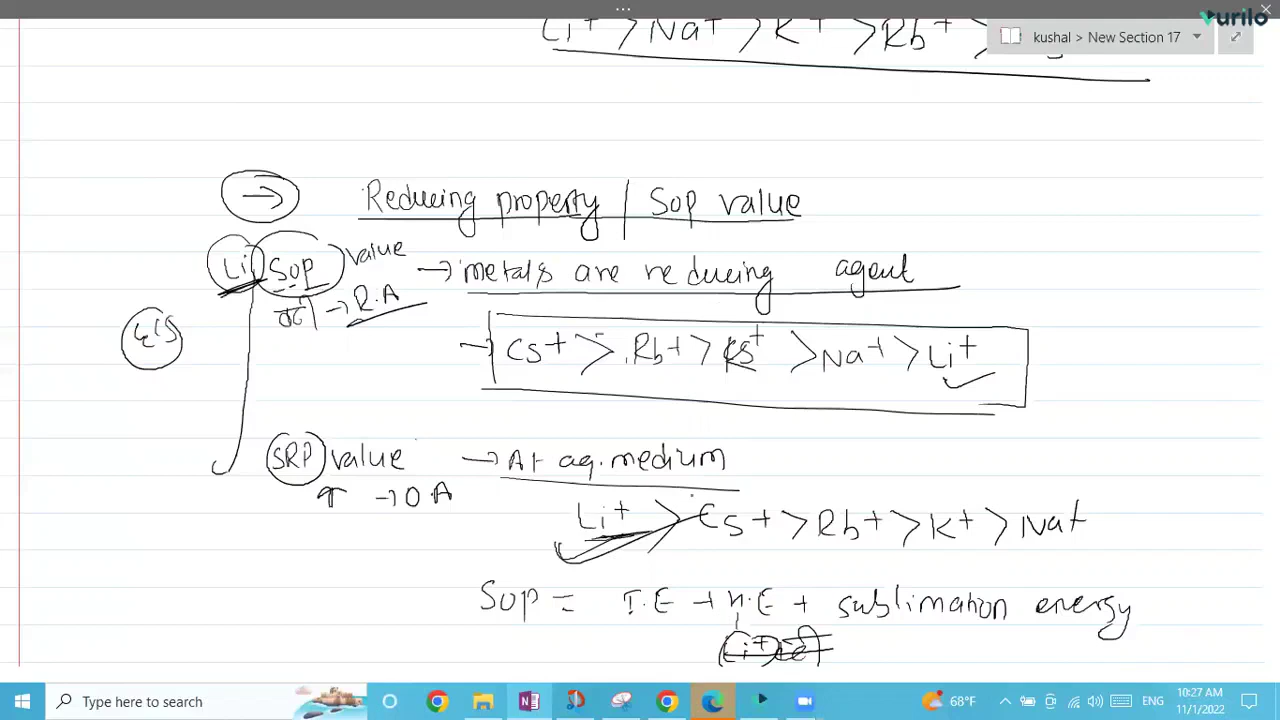 vurilo
kushal > New Section 17
Li+ > Na+ > K+ > Rb+ >
→ Reducing property | Sop value
Li Sop value → metals are reducing agent
→ R.A
→ Cs+ > Rb+ > Ks+ > Na+ > Li+
SRP value → At aq. medium
↑ → O.A
Li+ > Cs+ > Rb+ > K+ > Na+
Sop = I.E + H.E + sublimation energy
Type here to search
68°F
ENG
10:27 AM
11/1/2022